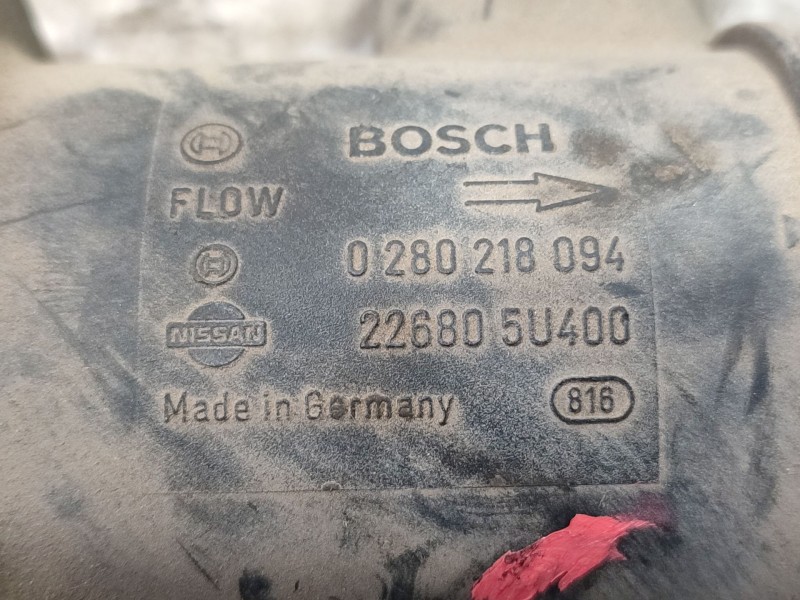 BOSCH
FLOW
0 280 218 094
NISSAN 22680 5U400
Made in Germany 816